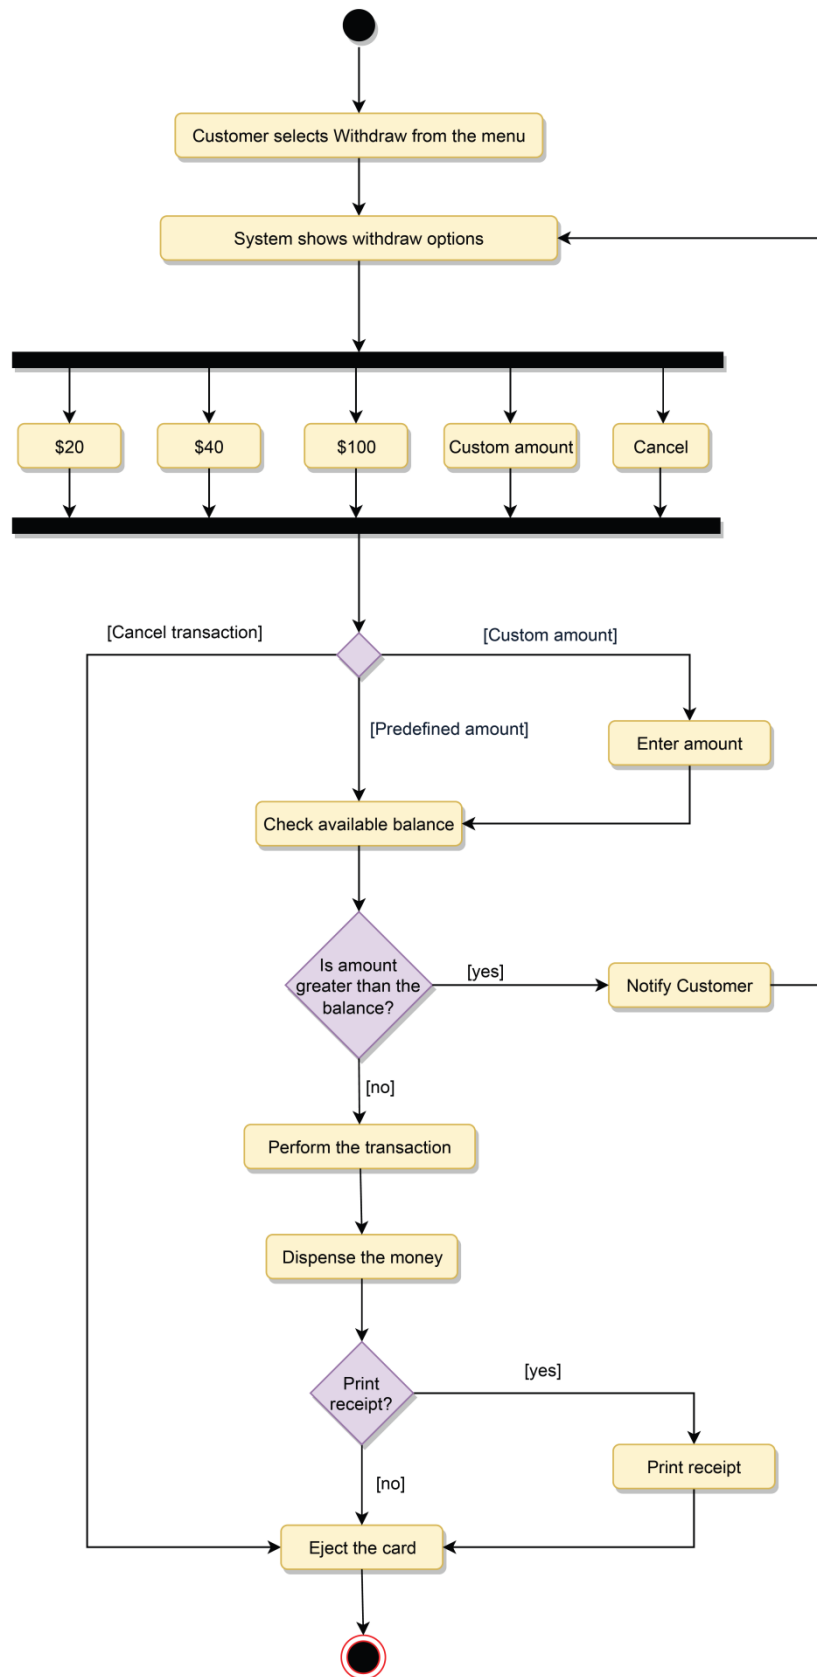 Customer selects Withdraw from the menu
System shows withdraw options
$20
$40
$100
Custom amount
Cancel
[Cancel transaction]
[Custom amount]
[Predefined amount]
Enter amount
Check available balance
Is amount
greater than the
balance?
[yes]
Notify Customer
[no]
Perform the transaction
Dispense the money
Print
receipt?
[yes]
Print receipt
[no]
Eject the card